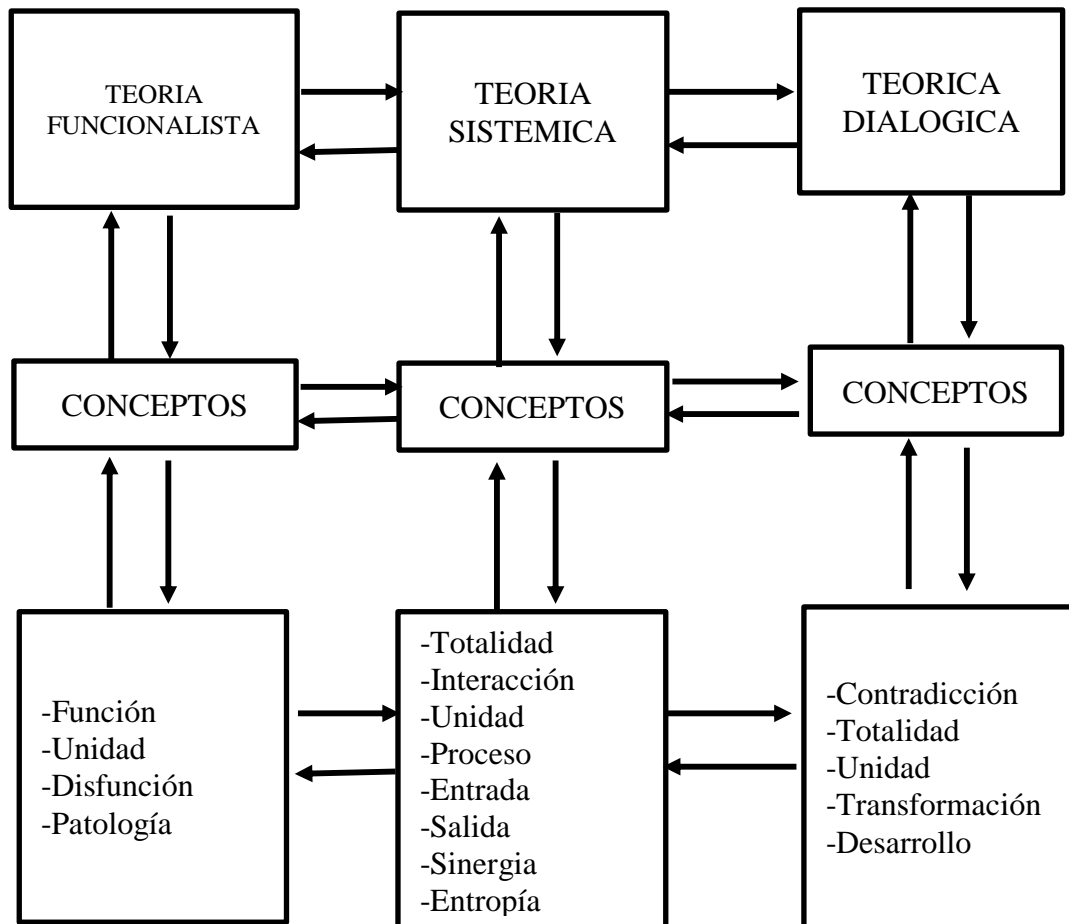 TEORIA
FUNCIONALISTA
TEORIA
SISTEMICA
TEORICA
DIALOGICA
CONCEPTOS
CONCEPTOS
CONCEPTOS
-Función
-Unidad
-Disfunción
-Patología
-Totalidad
-Interacción
-Unidad
-Proceso
-Entrada
-Salida
-Sinergia
-Entropía
-Contradicción
-Totalidad
-Unidad
-Transformación
-Desarrollo